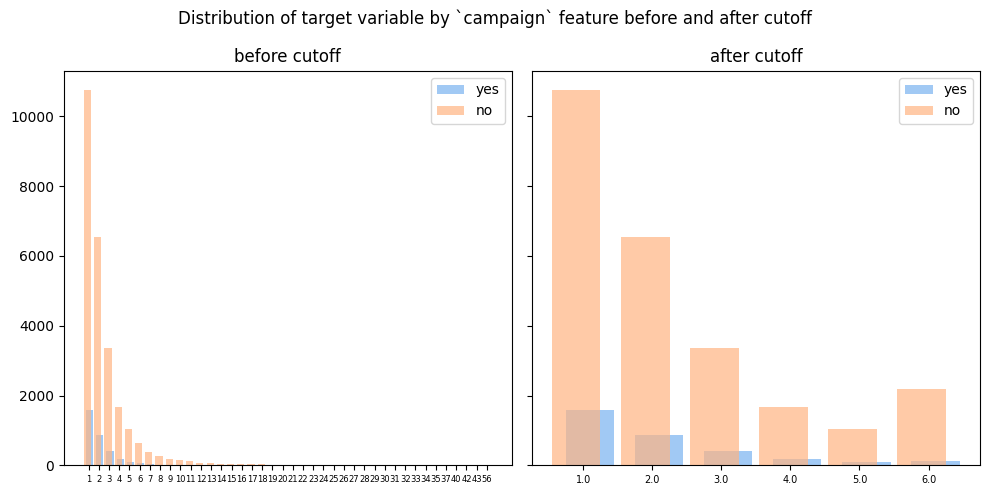 Distribution of target variable by `campaign` feature before and after cutoff
before cutoff
after cutoff
yes
no
yes
no
10000
8000
6000
4000
2000
0
1 2 3 4 5 6 7 8 9 10 11 12 13 14 15 16 17 18 19 20 21 22 23 24 25 26 27 28 29 30 31 32 33 34 35 37 40 42 43 56
1.0 2.0 3.0 4.0 5.0 6.0